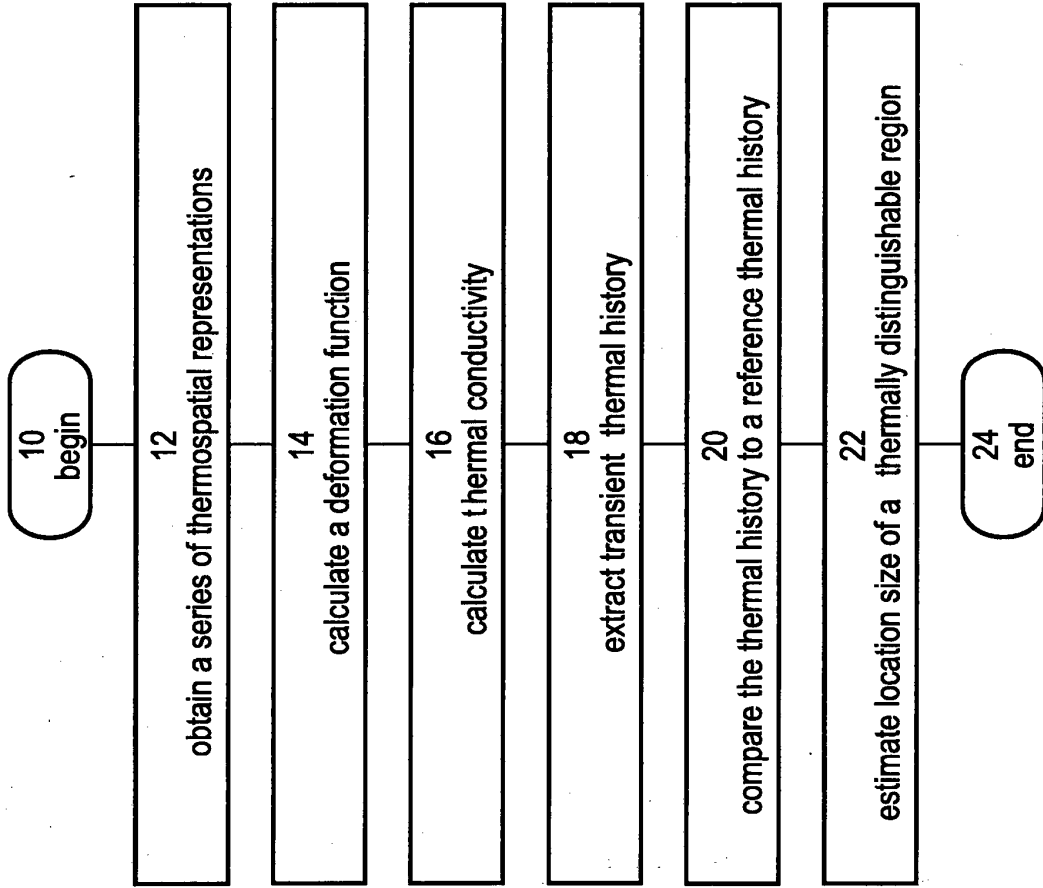 10
begin
12
obtain a series of thermospatial representations
14
calculate a deformation function
16
calculate thermal conductivity
18
extract transient thermal history
20
compare the thermal history to a reference thermal history
22
estimate location size of a thermally distinguishable region
24
end